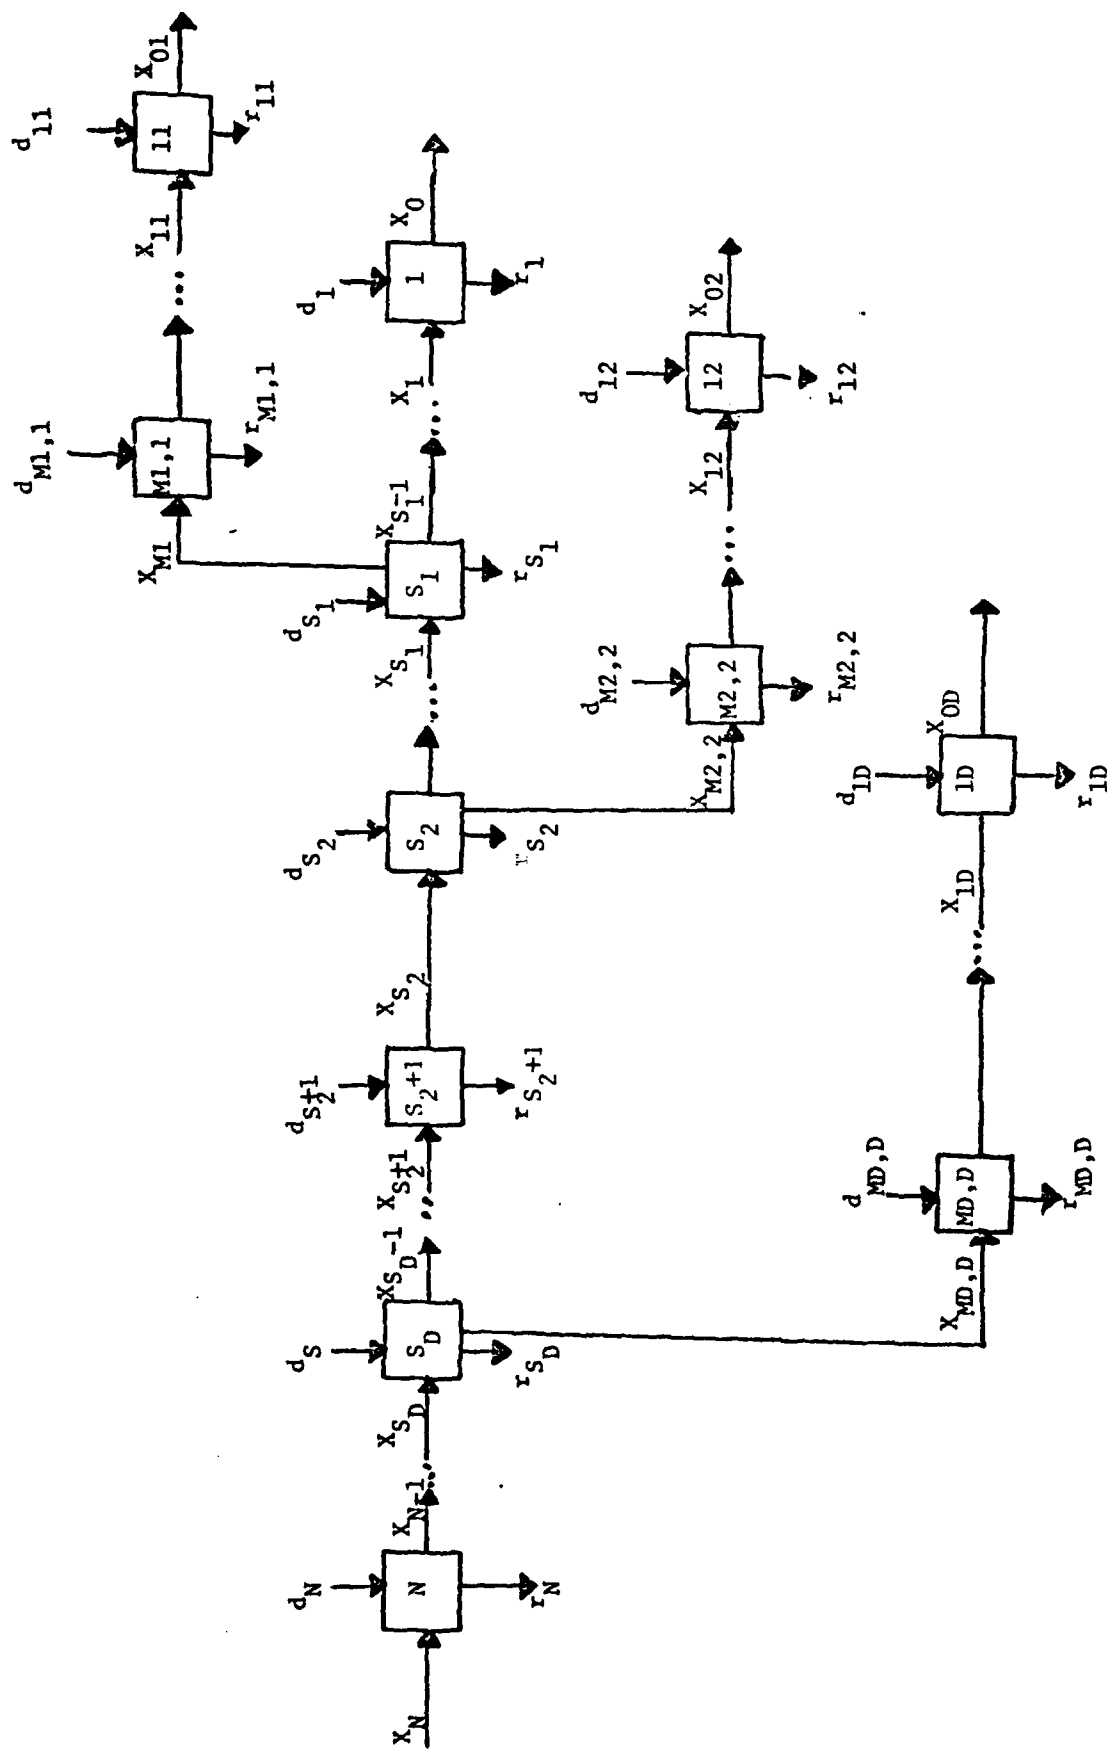 d11
X11
11
X01
r11
dM1,1
XM1
M1,1
rM1,1
XN
dN
N
XN-1
rN
XSD
dS
SD
XSD-1
rSD
XS2+1
dS2+1
S2+1
XS2
rS2+1
dS2
S2
rS2
XS1
dS1
S1
XS1-1
rS1
X1
d1
1
X0
r1
XM2,2
dM2,2
M2,2
rM2,2
X12
d12
12
X02
r12
XMD,D
dMD,D
MD,D
rMD,D
X1D
d1D
1D
X0D
r1D